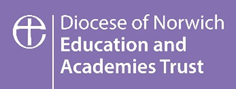 Diocese of Norwich
Education and
Academies Trust